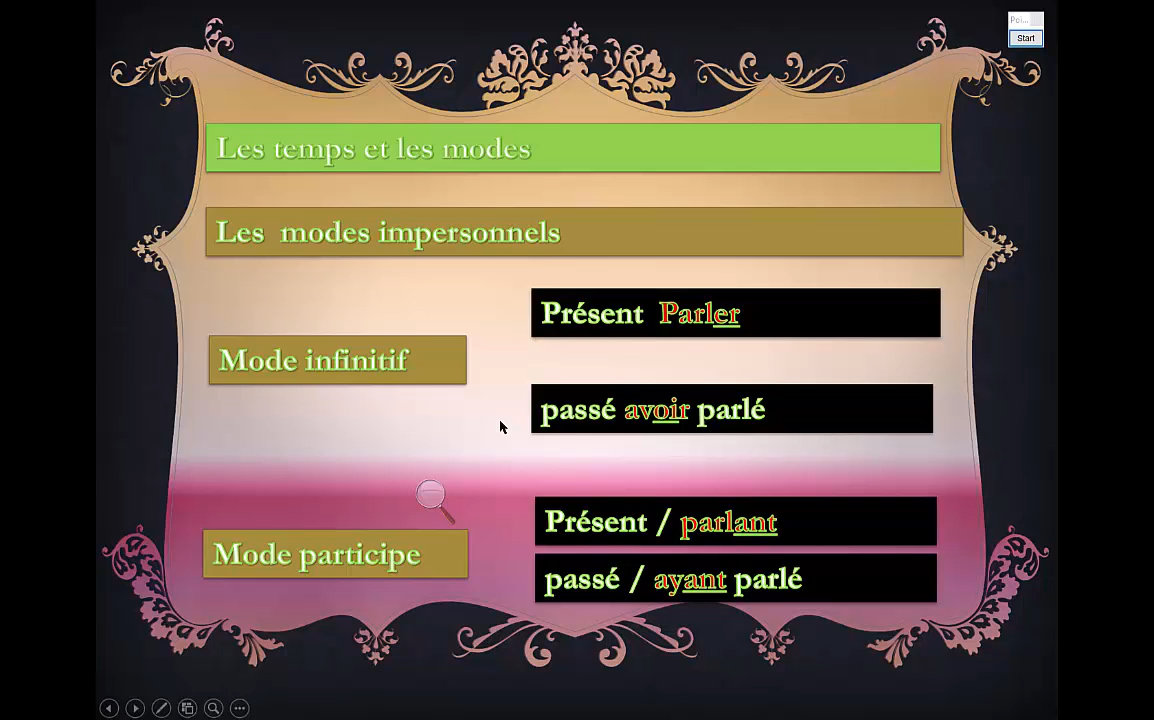 Poi...
Start
Les temps et les modes
Les modes impersonnels
Présent Parler
Mode infinitif
passé avoir parlé
Présent / parlant
Mode participe
passé / ayant parlé